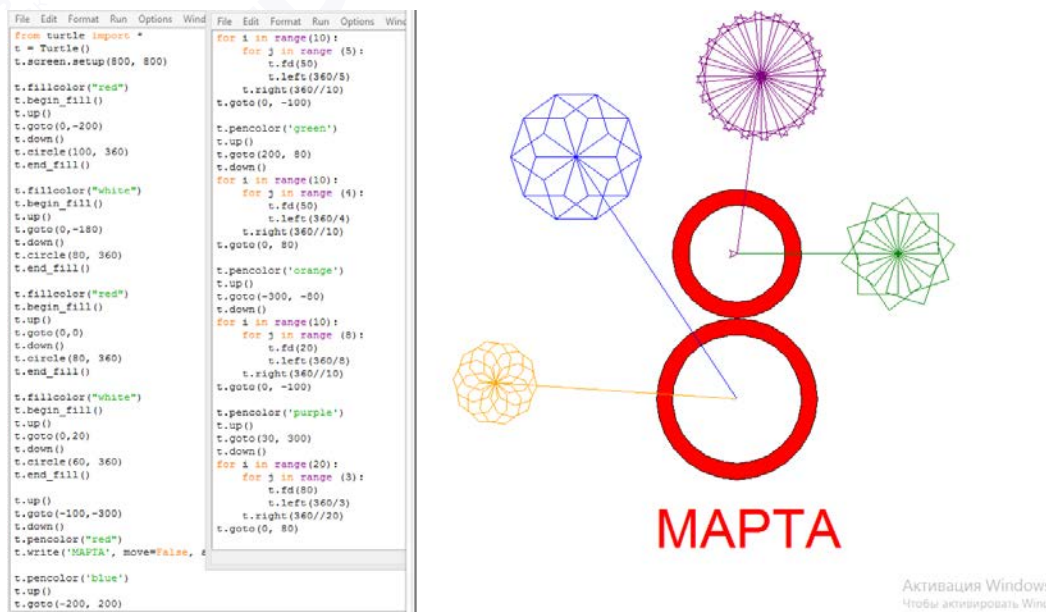 File Edit Format Run Options Wind
from turtle import *
t = Turtle()
t.screen.setup(800, 800)
t.fillcolor("red")
t.begin_fill()
t.up()
t.goto(0,-200)
t.down()
t.circle(100, 360)
t.end_fill()
t.fillcolor("white")
t.begin_fill()
t.up()
t.goto(0,-180)
t.down()
t.circle(80, 360)
t.end_fill()
t.fillcolor("red")
t.begin_fill()
t.up()
t.goto(0,0)
t.down()
t.circle(80, 360)
t.end_fill()
t.fillcolor("white")
t.begin_fill()
t.up()
t.goto(0,20)
t.down()
t.circle(60, 360)
t.end_fill()
t.up()
t.goto(-100,-300)
t.down()
t.pencolor("red")
t.write('МАРТА', move=False, a
t.pencolor('blue')
t.up()
t.goto(-200, 200)
File Edit Format Run Options Wind
for i in range(10):
for j in range (5):
t.fd(50)
t.left(360/5)
t.right(360//10)
t.goto(0, -100)
t.pencolor('green')
t.up()
t.goto(200, 80)
t.down()
for i in range(10):
for j in range (4):
t.fd(50)
t.left(360/4)
t.right(360//10)
t.goto(0, 80)
t.pencolor('orange')
t.up()
t.goto(-300, -80)
t.down()
for i in range(10):
for j in range (8):
t.fd(20)
t.left(360/8)
t.right(360//10)
t.goto(0, -100)
t.pencolor('purple')
t.up()
t.goto(30, 300)
t.down()
for i in range(20):
for j in range (3):
t.fd(80)
t.left(360/3)
t.right(360//20)
t.goto(0, 80)
МАРТА
Активация Windows
Чтобы активировать Wind